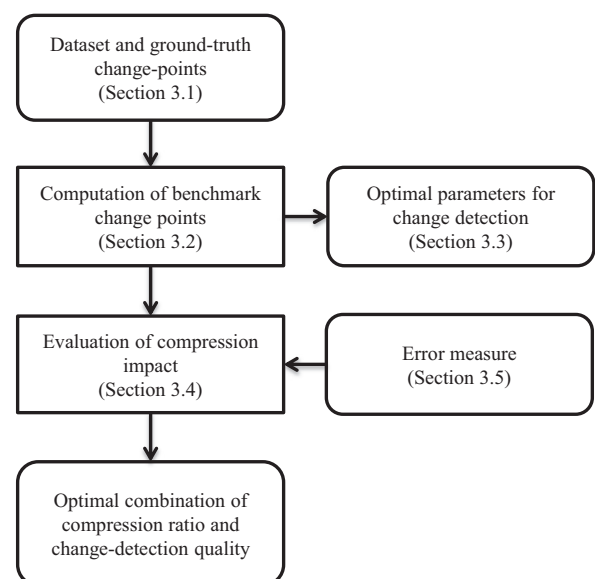 Dataset and ground-truth
change-points
(Section 3.1)
Computation of benchmark
change points
(Section 3.2)
Optimal parameters for
change detection
(Section 3.3)
Evaluation of compression
impact
(Section 3.4)
Error measure
(Section 3.5)
Optimal combination of
compression ratio and
change-detection quality